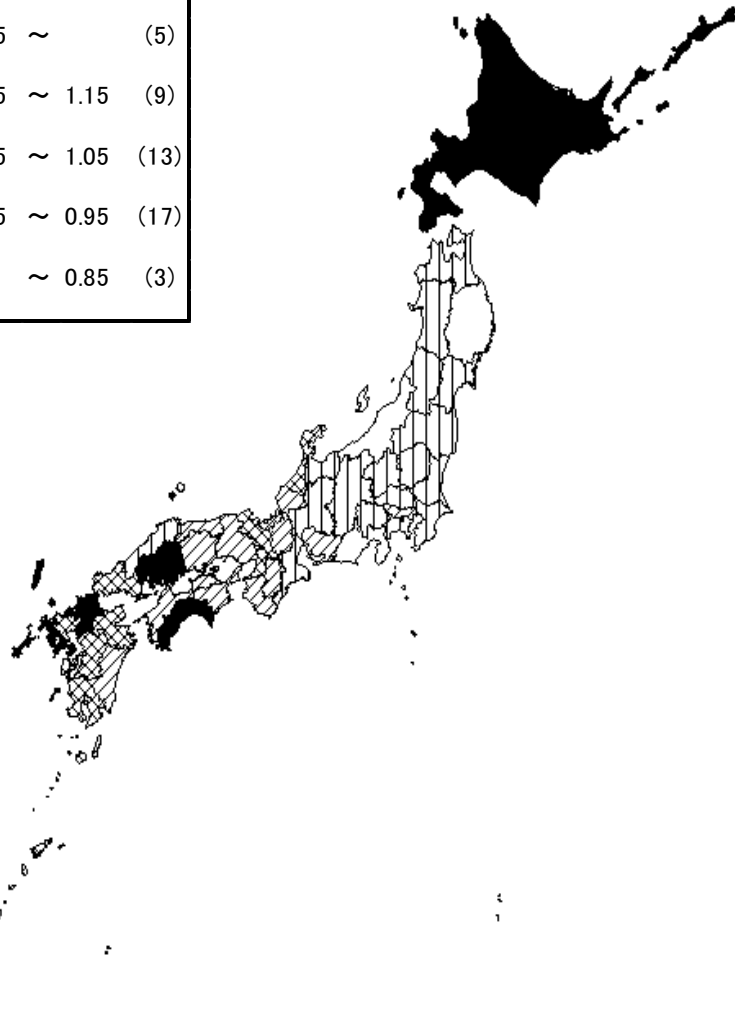 5 ～ （5）
5 ～ 1.15 （9）
5 ～ 1.05 （13）
5 ～ 0.95 （17）
～ 0.85 （3）